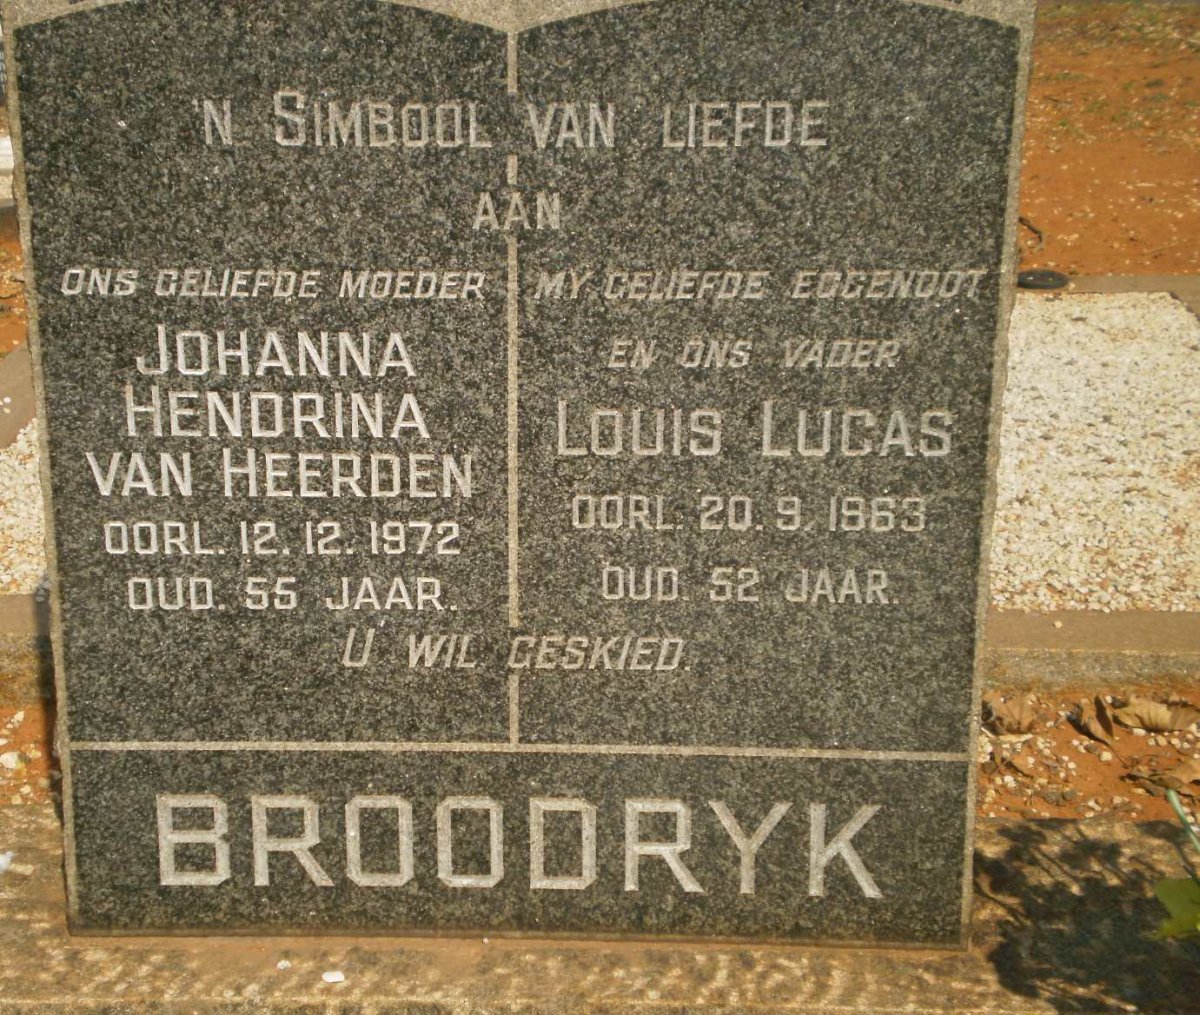 'N SIMBOOL VAN LIEFDE
AAN
ONS GELIEFDE MOEDER
JOHANNA
HENDRINA
VAN HEERDEN
OORL. 12. 12. 1972
OUD. 55 JAAR.
MY GELIEFDE EGGENOOT
EN ONS VADER
LOUIS LUCAS
OORL. 20. 9. 1963
OUD. 52 JAAR.
U WIL GESKIED.
BROODRYK